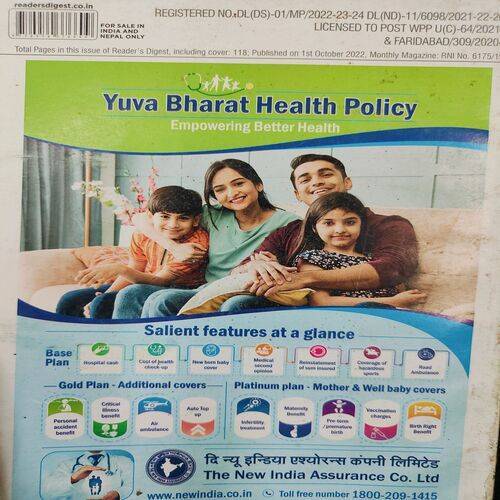 readersdigest.co.in
FOR SALE IN
INDIA AND
NEPAL ONLY
REGISTERED NO.DL(DS)-01/MP/2022-23-24 DL(ND)-11/6098/2021-22-2
LICENSED TO POST WPP U(C)-64/2021
& FARIDABAD/309/2020
Total Pages in this issue of Reader's Digest, including cover: 118; Published on 1st October 2022, Monthly Magazine: RNI No. 6175/1
Yuva Bharat Health Policy
Empowering Better Health
Salient features at a glance
Base Plan
Hospital cash
Cost of health check-up
New born baby cover
Medical second opinion
Reinstatement of sum insured
Coverage of hazardous sports
Road Ambulance
Gold Plan - Additional covers
Personal accident benefit
Critical illness benefit
Air ambulance
Auto Top up
Platinum plan - Mother & Well baby covers
Infertility treatment
Maternity Benefit
Pre-term / premature birth
Vaccination charges
Birth Right Benefit
दि न्यू इन्डिया एश्योरन्स कंपनी लिमिटेड
The New India Assurance Co. Ltd
www.newindia.co.in
Toll free number 1800-209-1415